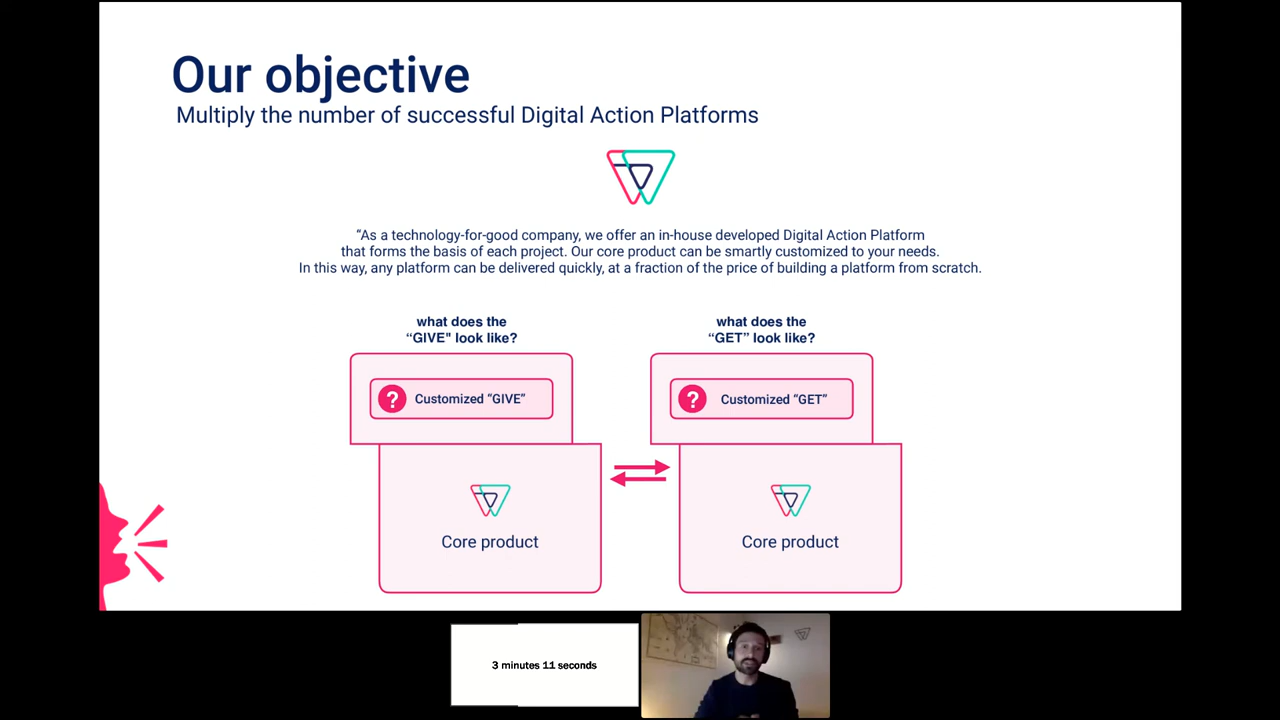 Our objective
Multiply the number of successful Digital Action Platforms
“As a technology-for-good company, we offer an in-house developed Digital Action Platform
that forms the basis of each project. Our core product can be smartly customized to your needs.
In this way, any platform can be delivered quickly, at a fraction of the price of building a platform from scratch.
what does the
“GIVE" look like?
? Customized “GIVE”
Core product
what does the
“GET” look like?
? Customized “GET”
Core product
3 minutes 11 seconds